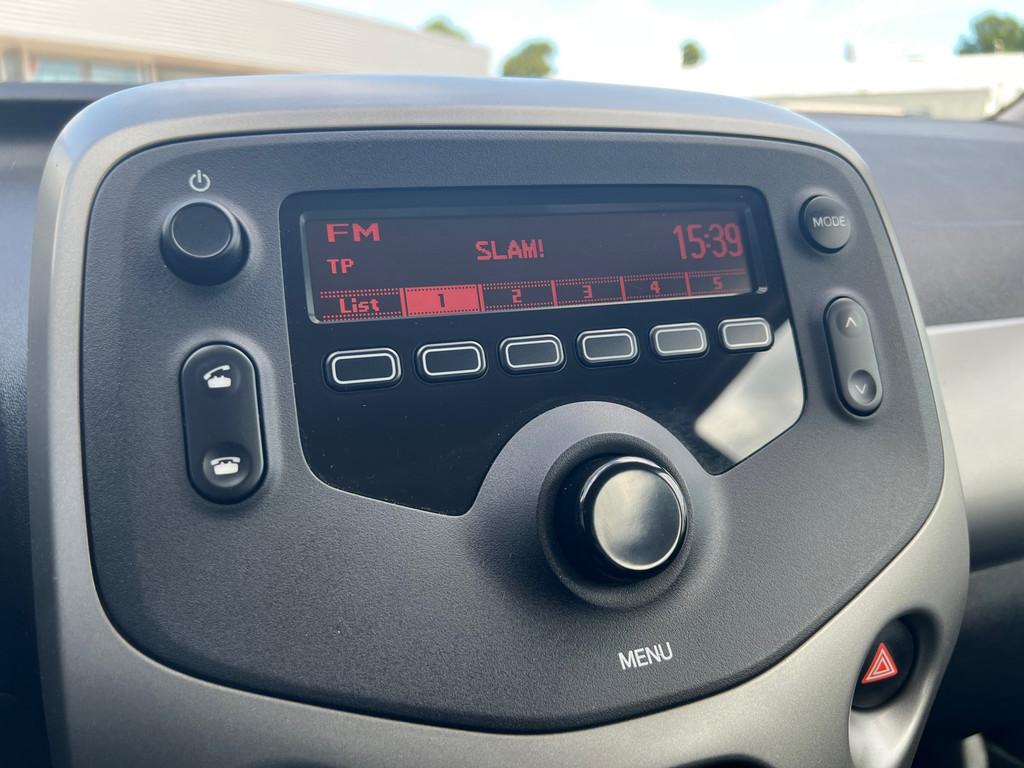 FM SLAM! 15:39
TP
List 1 2 3 4 5
MODE
MENU